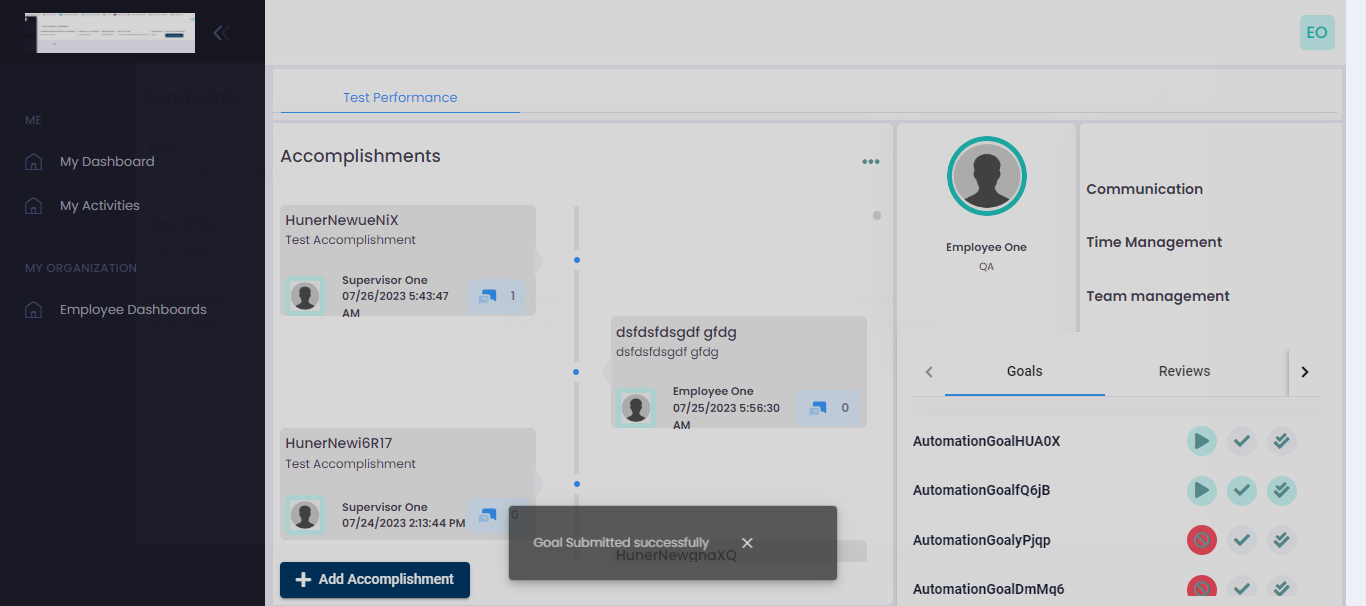 EO
Goal Details
ME
My Dashboard
My Activities
MY ORGANIZATION
Employee Dashboards
Test Performance
Accomplishments
HunerNewueNiX
Test Accomplishment
Supervisor One
07/26/2023 5:43:47
AM
1
dsfdsfdsgdf gfdg
dsfdsfdsgdf gfdg
Employee One
07/25/2023 5:56:30
AM
0
HunerNewi6R17
Test Accomplishment
Supervisor One
07/24/2023 2:13:44 PM
0
HunerNewgnaXQ
Add Accomplishment
Goal Submitted successfully
Employee One
QA
Communication
Time Management
Team management
Goals
Reviews
AutomationGoalHUA0X
AutomationGoalfQ6jB
AutomationGoalyPjqp
AutomationGoalDmMq6